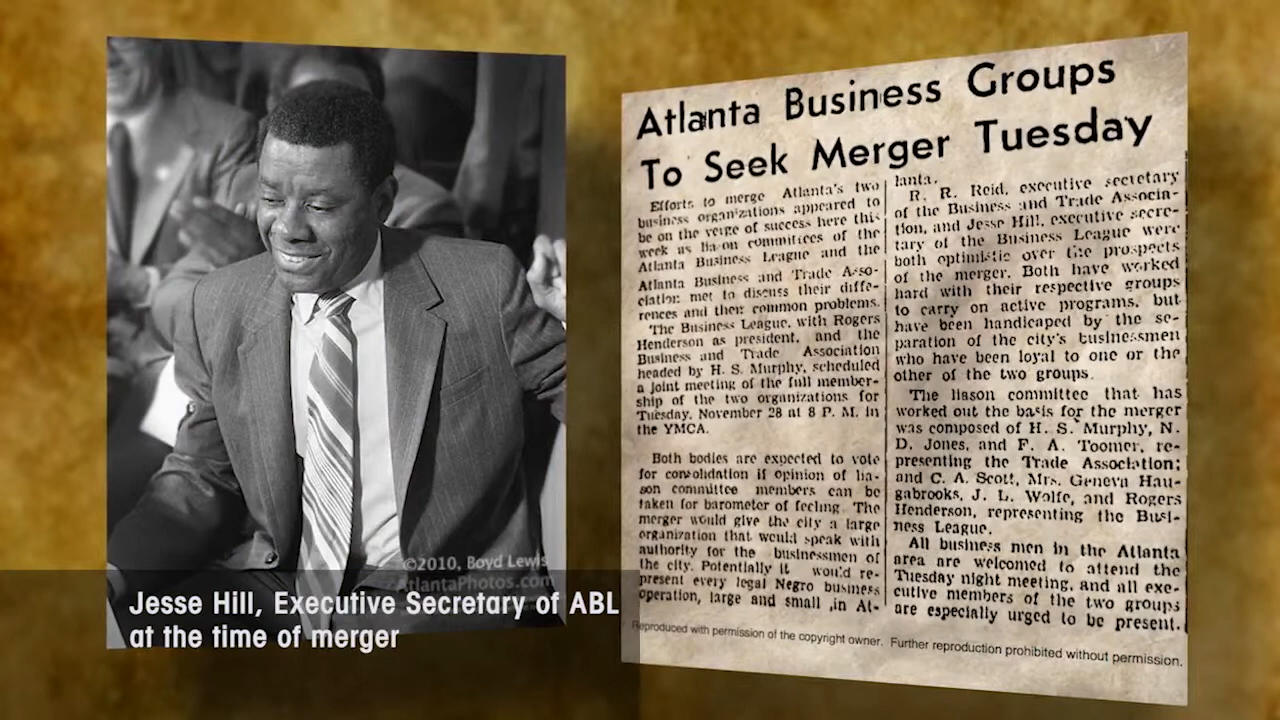 ©2010, Boyd Lewis
AtlantaPhotos.com
Jesse Hill, Executive Secretary of ABL
at the time of merger
Atlanta Business Groups
To Seek Merger Tuesday
Efforts to merge Atlanta's two
business organizations appeared to
be on the verge of success here this
week as liason committees of the
Atlanta Business League and the
Atlanta Business and Trade Asso-
ciation met to discuss their diffe-
rences and their common problems.
The Business League, with Rogers
Henderson as president, and the
Business and Trade Association
headed by H. S. Murphy, scheduled
a joint meeting of the full member-
ship of the two organizations for
Tuesday, November 28 at 8 P. M. in
the YMCA.
Both bodies are expected to vote
for consolidation if opinion of lia-
son committee members can be
taken for barometer of feeling. The
merger would give the city a large
organization that would speak with
authority for the businessmen of
the city. Potentially it would re-
present every legal Negro business
operation, large and small ,in At-
lanta.
R. R. Reid, executive secretary
of the Business and Trade Associa-
tion, and Jesse Hill, executive secre-
tary of the Business League were
both optimistic over the prospects
of the merger. Both have worked
hard with their respective groups
to carry on active programs, but
have been handicaped by the se-
paration of the city's businessmen
who have been loyal to one or the
other of the two groups.
The liason committee that has
worked out the basis for the merger
was composed of H. S. Murphy, N.
D. Jones, and F. A. Toomer, re-
presenting the Trade Association;
and C. A. Scott, Mrs. Geneva Hau-
gabrooks, J. L. Wolfe, and Rogers
Henderson, representing the Busi-
ness League.
All business men in the Atlanta
area are welcomed to attend the
Tuesday night meeting, and all exe-
cutive members of the two groups
are especially urged to be present.
Reproduced with permission of the copyright owner. Further reproduction prohibited without permission.